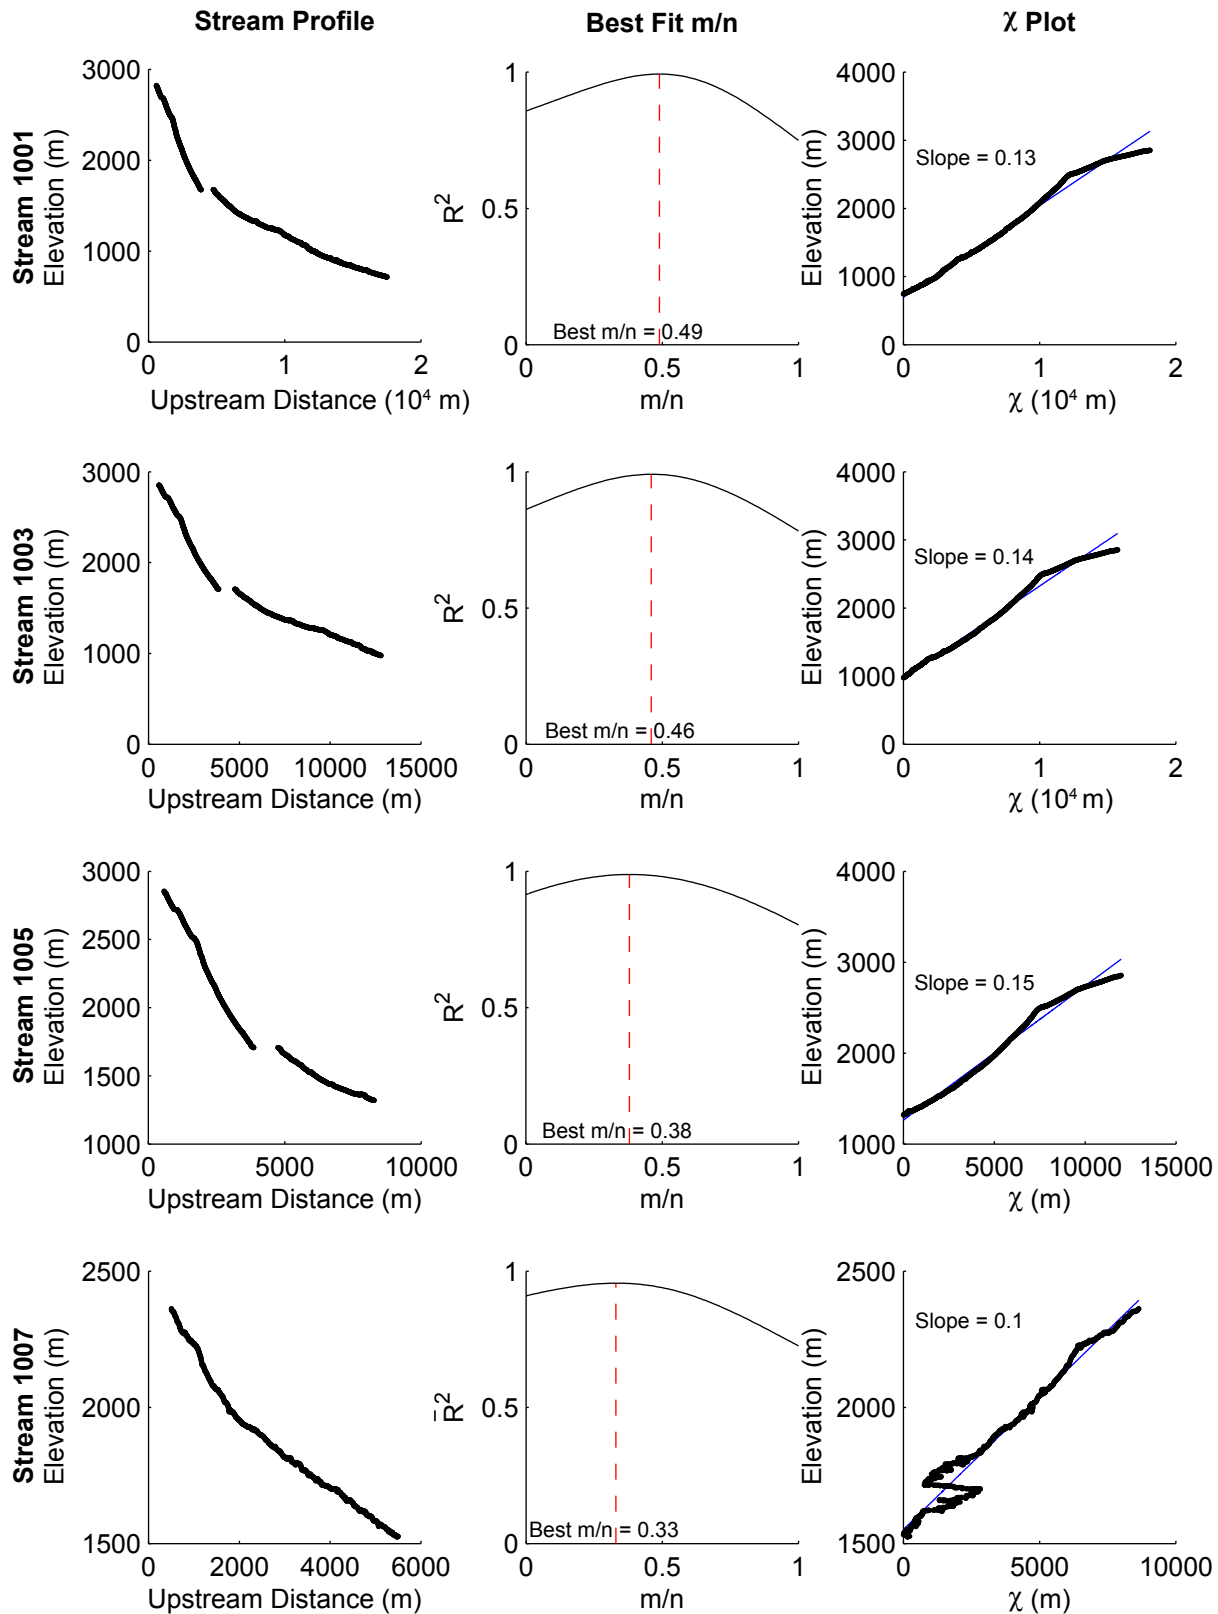 Stream Profile
Best Fit m/n
χ Plot
Stream 1001
Elevation (m)
3000
2000
1000
0
0
1
2
Upstream Distance (10⁴ m)
R²
1
0.5
0
Best m/n = 0.49
0
0.5
1
m/n
Elevation (m)
4000
3000
2000
1000
0
Slope = 0.13
0
1
2
χ (10⁴ m)
Stream 1003
Elevation (m)
3000
2000
1000
0
0
5000
10000
15000
Upstream Distance (m)
R²
1
0.5
0
Best m/n = 0.46
0
0.5
1
m/n
Elevation (m)
4000
3000
2000
1000
0
Slope = 0.14
0
1
2
χ (10⁴ m)
Stream 1005
Elevation (m)
3000
2500
2000
1500
1000
0
5000
10000
Upstream Distance (m)
R²
1
0.5
0
Best m/n = 0.38
0
0.5
1
m/n
Elevation (m)
4000
3000
2000
1000
Slope = 0.15
0
5000
10000
15000
χ (m)
Stream 1007
Elevation (m)
2500
2000
1500
0
2000
4000
6000
Upstream Distance (m)
R²
1
0.5
0
Best m/n = 0.33
0
0.5
1
m/n
Elevation (m)
2500
2000
1500
Slope = 0.1
0
5000
10000
χ (m)